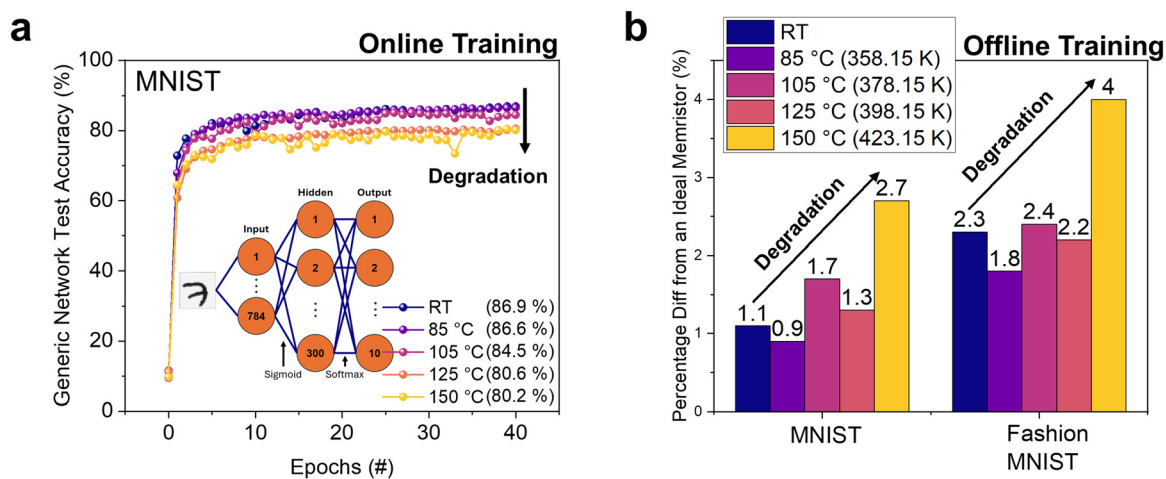 a
Online Training
Generic Network Test Accuracy (%)
100
80
60
40
20
0
MNIST
Degradation
Input
1
784
Hidden
1
2
300
Output
1
2
10
Sigmoid
Softmax
RT (86.9 %)
85 °C (86.6 %)
105 °C (84.5 %)
125 °C (80.6 %)
150 °C (80.2 %)
0
10
20
30
40
Epochs (#)
b
Offline Training
RT
85 °C (358.15 K)
105 °C (378.15 K)
125 °C (398.15 K)
150 °C (423.15 K)
Percentage Diff from an Ideal Memristor (%)
4
3
2
1
0
Degradation
1.1
0.9
1.7
1.3
2.7
Degradation
2.3
1.8
2.4
2.2
4
MNIST
Fashion
MNIST